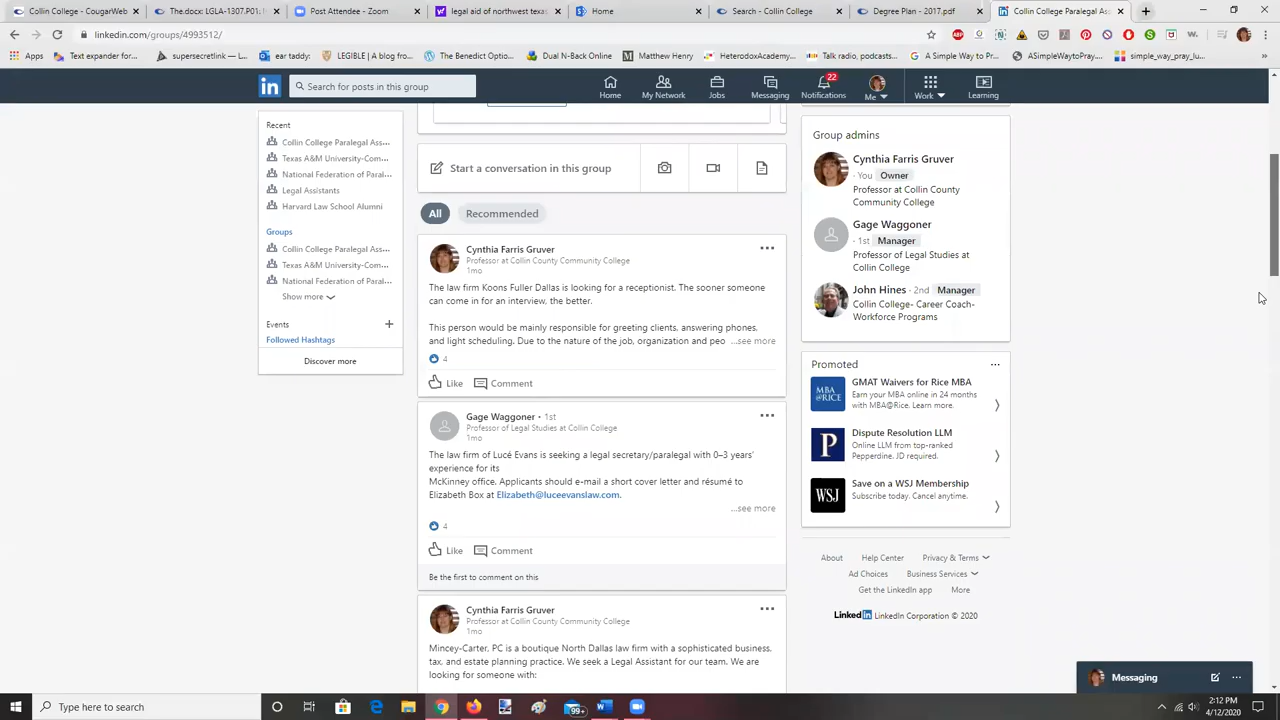 Collin College - CougarWeb
The.docx: LGLA-1307.P01:
Post Attendee - Zoom
legal aid of northwest texas
Home
Search - Collin College
Degree Plan - 2017.pdf
Collin College Paralegal Ass
linkedin.com/groups/4993512/
Apps
Text expander for...
supersecretlink — G...
ear taddy:
LEGIBLE | FREE BIG...
The Benedict Optio...
Dual N-Back Online
Matthew Henry
HeterodoxAcademy...
Talk radio, podcasts...
A Simple Way to Pr...
ASimpleWaytoPray....
simple_way_pray_lu...
in
Search for posts in this group
Home
My Network
Jobs
Messaging
22
Notifications
Me
Work
Learning
Recent
Collin College Paralegal Ass...
Texas A&M University-Com...
National Federation of Paral...
Legal Assistants
Harvard Law School Alumni
Groups
Collin College Paralegal Ass...
Texas A&M University-Com...
National Federation of Paral...
Show more
Events
Followed Hashtags
Discover more
Start a conversation in this group
All
Recommended
Cynthia Farris Gruver
Professor at Collin County Community College
1mo
The law firm Koons Fuller Dallas is looking for a receptionist. The sooner someone
can come in for an interview, the better.
This person would be mainly responsible for greeting clients, answering phones,
and light scheduling. Due to the nature of the job, organization and peo ...see more
4
Like Comment
Gage Waggoner • 1st
Professor of Legal Studies at Collin College
1mo
The law firm of Lucé Evans is seeking a legal secretary/paralegal with 0–3 years'
experience for its
McKinney office. Applicants should e-mail a short cover letter and résumé to
Elizabeth Box at Elizabeth@luceevanslaw.com.
...see more
4
Like Comment
Be the first to comment on this
Cynthia Farris Gruver
Professor at Collin County Community College
1mo
Mincey-Carter, PC is a boutique North Dallas law firm with a sophisticated business,
tax, and estate planning practice. We seek a Legal Assistant for our team. We are
looking for someone with:
Group admins
Cynthia Farris Gruver
· You Owner
Professor at Collin County
Community College
Gage Waggoner
· 1st Manager
Professor of Legal Studies at
Collin College
John Hines · 2nd Manager
Collin College- Career Coach-
Workforce Programs
Promoted
MBA
@RICE
GMAT Waivers for Rice MBA
Earn your MBA online in 24 months
with MBA@Rice. Learn more.
P
Dispute Resolution LLM
Online LLM from top-ranked
Pepperdine. JD required.
WSJ
Save on a WSJ Membership
Subscribe today. Cancel anytime.
About Help Center Privacy & Terms
Ad Choices Business Services
Get the LinkedIn app More
Linkedin LinkedIn Corporation © 2020
Messaging
Type here to search
99+
2:12 PM
4/12/2020